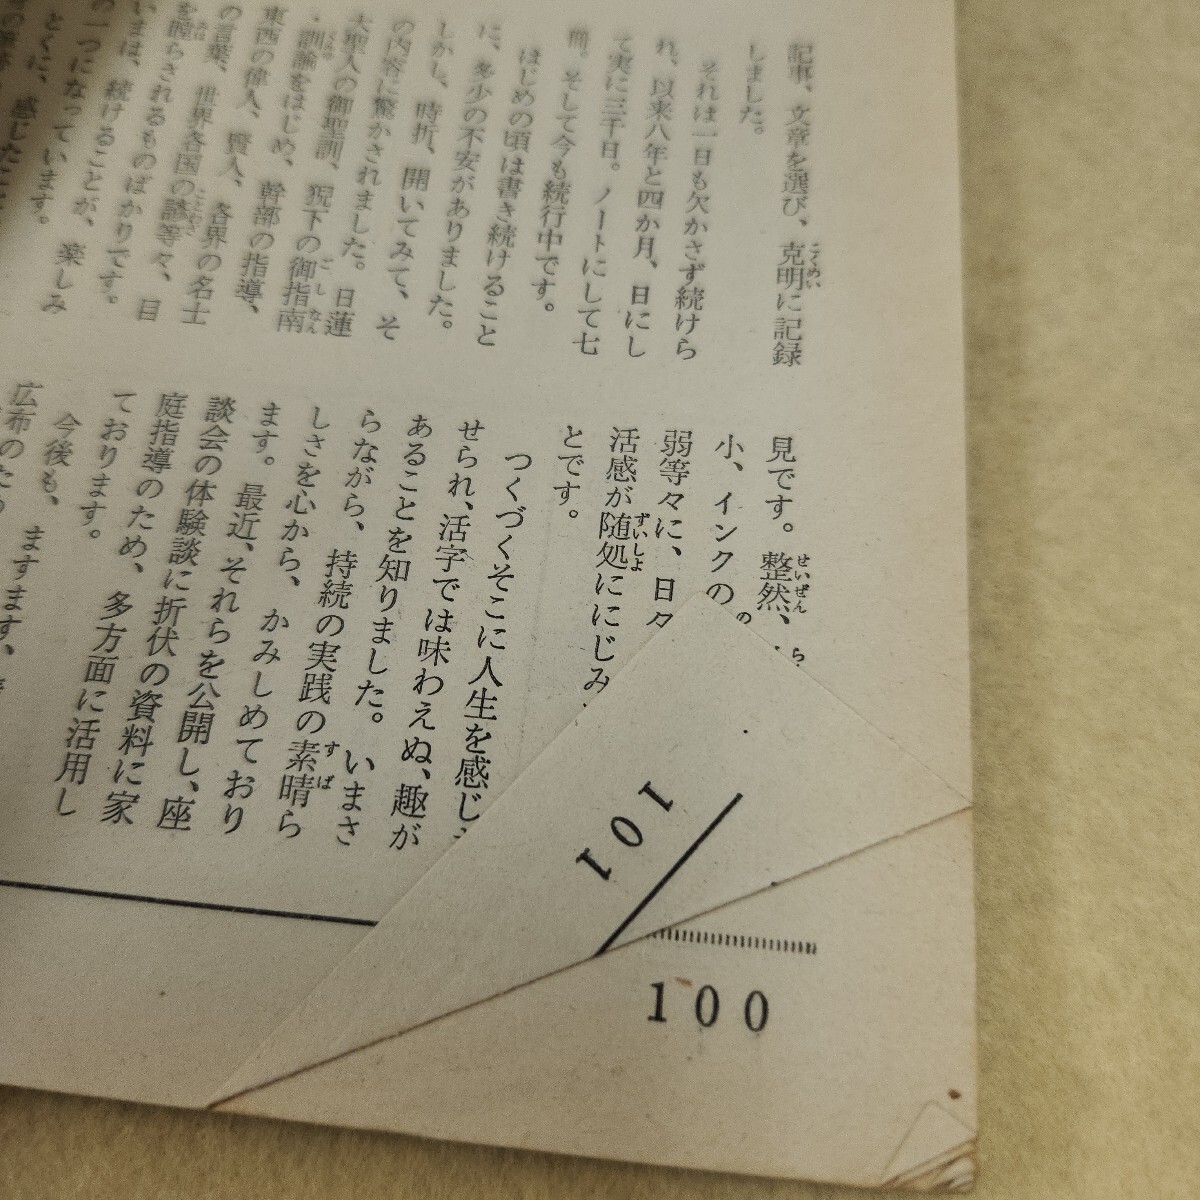 記事、文章を選び、克明に記録
しました。
それは一日も欠かさず続けら
れ、以来八年と四か月、日にし
て実に三千日。ノートにして七
冊。そして今も続行中です。
はじめの頃は書き続けること
に、多少の不安がありました。
しかし、時折、開いてみて、そ
の内容に驚かされました。日蓮
大聖人の御聖訓、猊下の御指南
・訓諭をはじめ、幹部の指導、
東西の偉人、賢人、各界の名士
の言葉、世界各国の諺等々、目
を瞠らされるものばかりです。
いまは、続けることが、楽しみ
の一つになっています。
とくに、感じたこと
見です。整然、
小、インクの
弱等々に、日々
活感が随処ににじみ
とです。
つくづくそこに人生を感じ
せられ、活字では味わえぬ、趣が
あることを知りました。いまさ
らながら、持続の実践の素晴ら
しさを心から、かみしめており
ます。最近、それらを公開し、座
談会の体験談に折伏の資料に家
庭指導のため、多方面に活用し
ております。
今後も、ますます、
広布のため
101
100